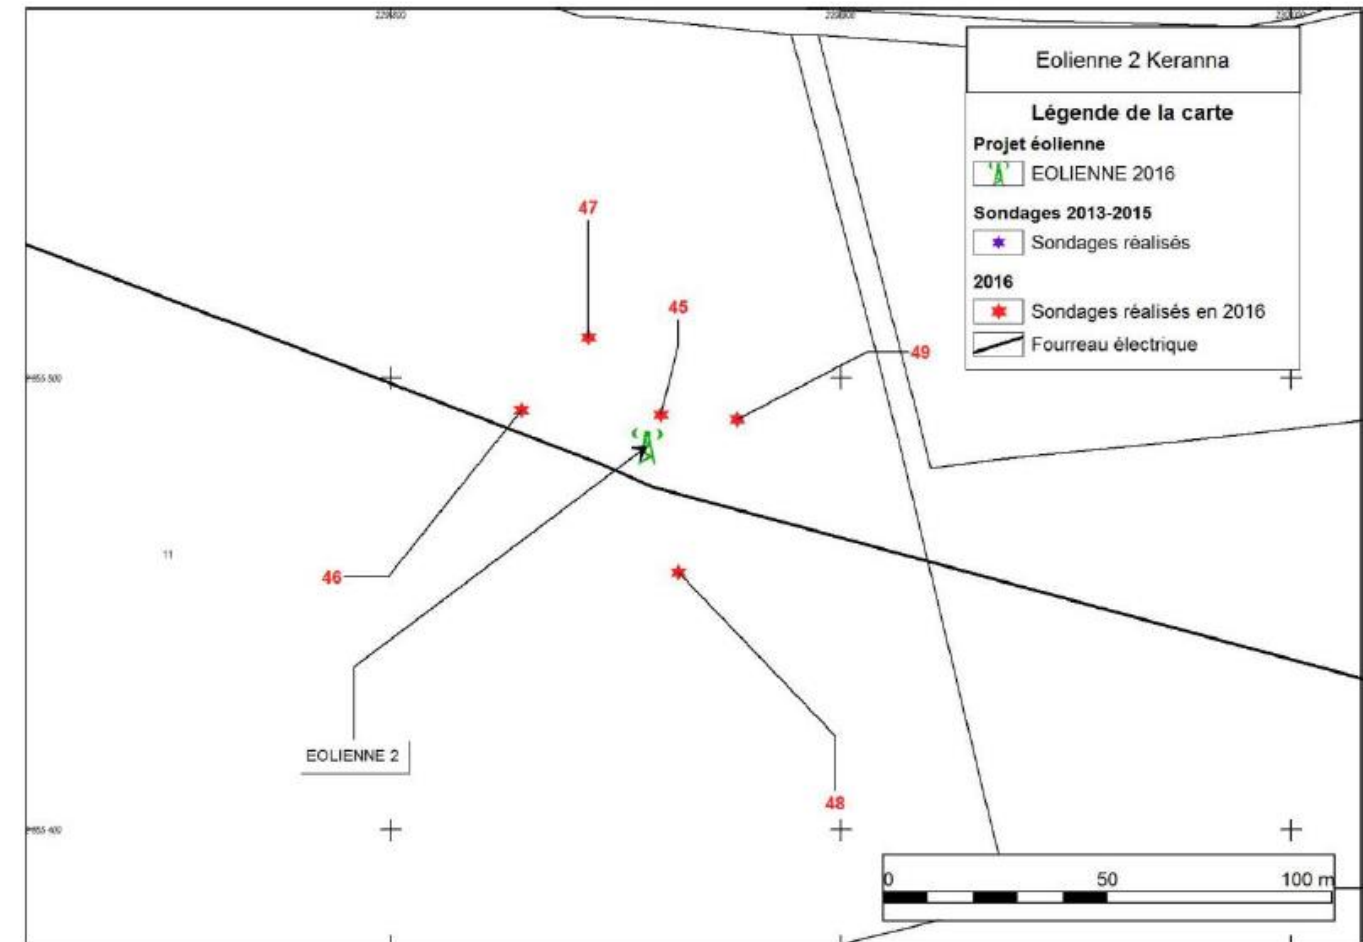 Eolienne 2 Keranna
Légende de la carte
Projet éolienne
EOLIENNE 2016
Sondages 2013-2015
Sondages réalisés
2016
Sondages réalisés en 2016
Fourreau électrique
47
45
49
46
11
EOLIENNE 2
48
0 50 100 m